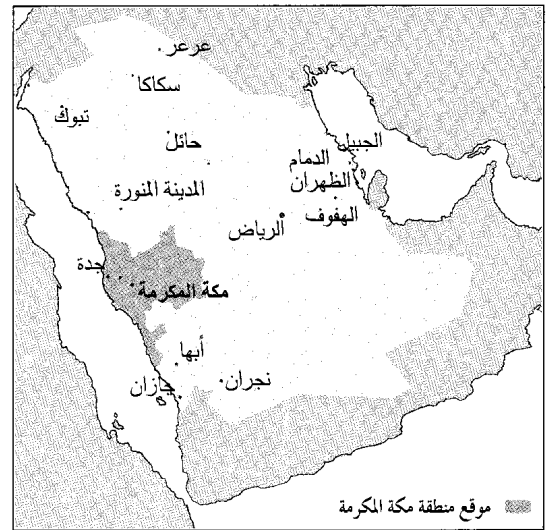 عرعر
سكاكا
تبوك
حائل
الجبيل
الدمام
الظهران
المدينة المنورة
الهفوف
الرياض
جدة
مكة المكرمة
أبها
نجران
جازان
موقع منطقة مكة المكرمة